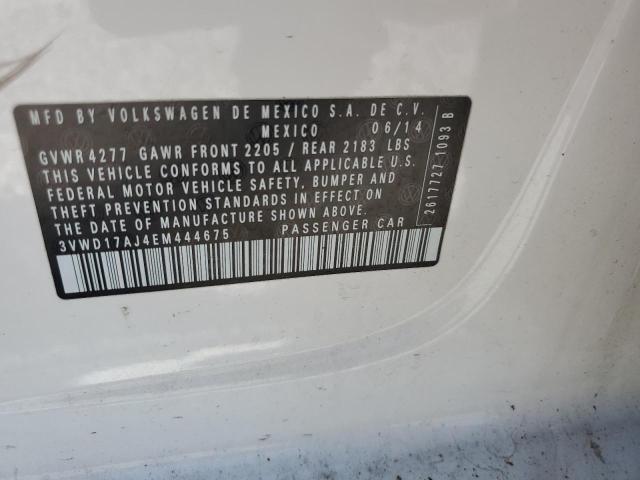 MFD BY VOLKSWAGEN DE MEXICO S.A. DE C.V.
MEXICO 06/14
GVWR 4277 GAWR FRONT 2205 / REAR 2183 LBS
THIS VEHICLE CONFORMS TO ALL APPLICABLE U.S.
FEDERAL MOTOR VEHICLE SAFETY, BUMPER AND
THEFT PREVENTION STANDARDS IN EFFECT ON
THE DATE OF MANUFACTURE SHOWN ABOVE.
3VWD17AJ4EM444675 PASSENGER CAR
2617727 1093 B